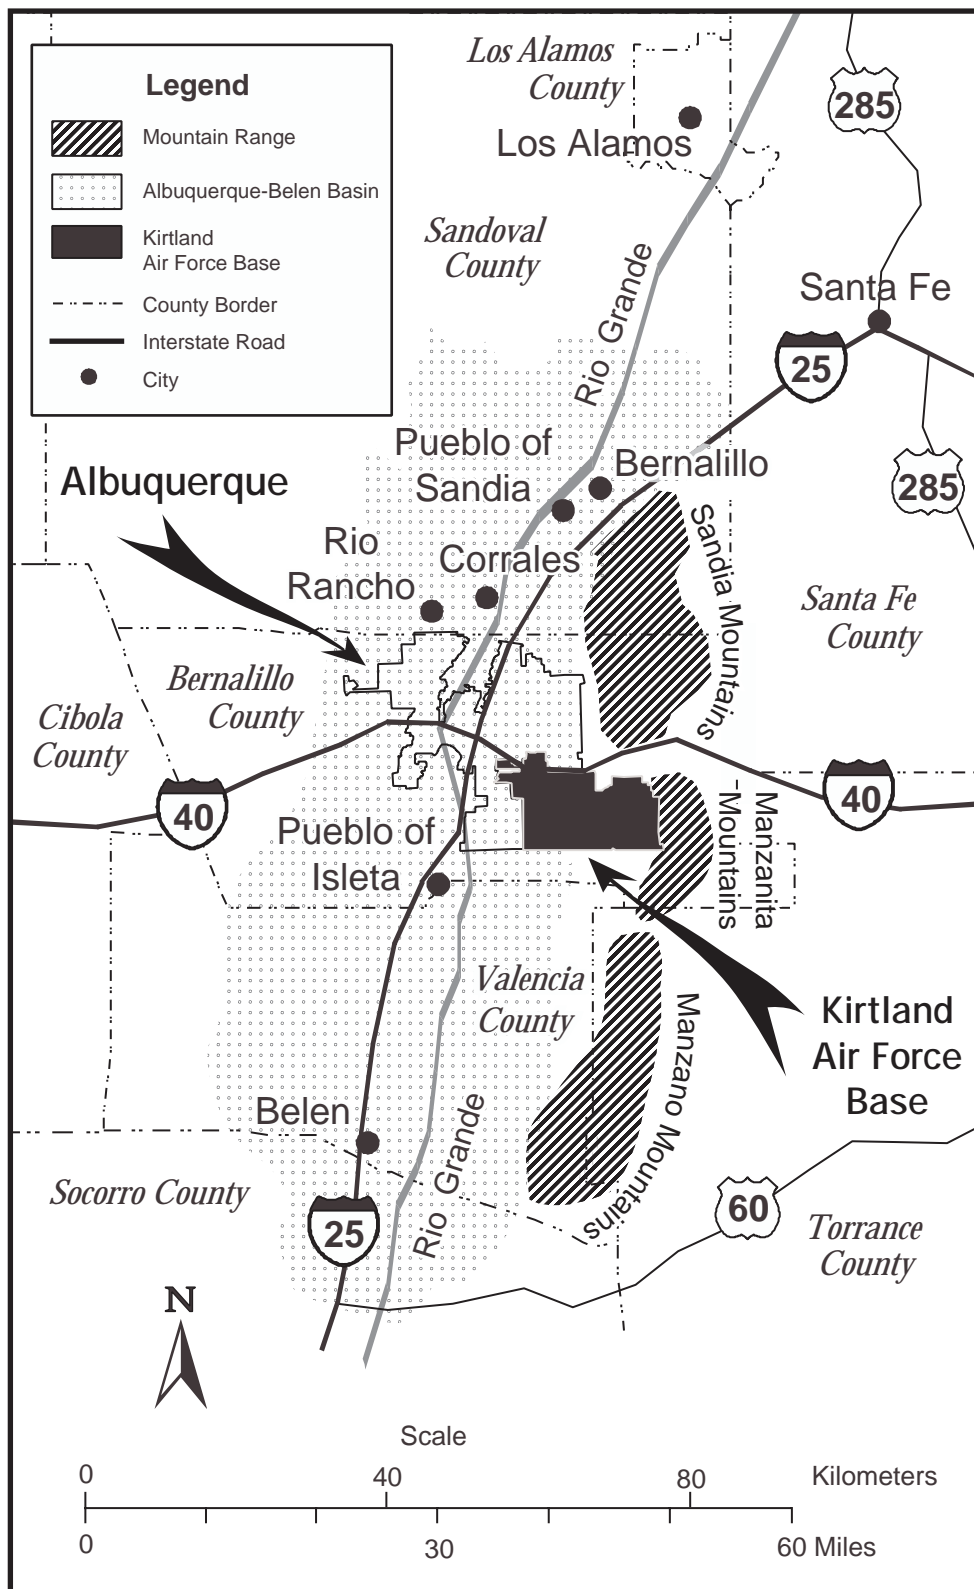 Legend
Mountain Range
Albuquerque-Belen Basin
Kirtland
Air Force Base
County Border
Interstate Road
City
Los Alamos
County
Los Alamos
285
Sandoval
County
Rio Grande
Santa Fe
25
Pueblo of
Sandia
Bernalillo
285
Albuquerque
Rio
Rancho
Corrales
Sandia Mountains
Santa Fe
County
Bernalillo
County
Cibola
County
40
40
Pueblo of
Isleta
Manzanita
Mountains
Valencia
County
Kirtland
Air Force
Base
Manzano Mountains
Belen
Rio Grande
Socorro County
25
60
Torrance
County
N
Scale
0
40
80
Kilometers
0
30
60 Miles